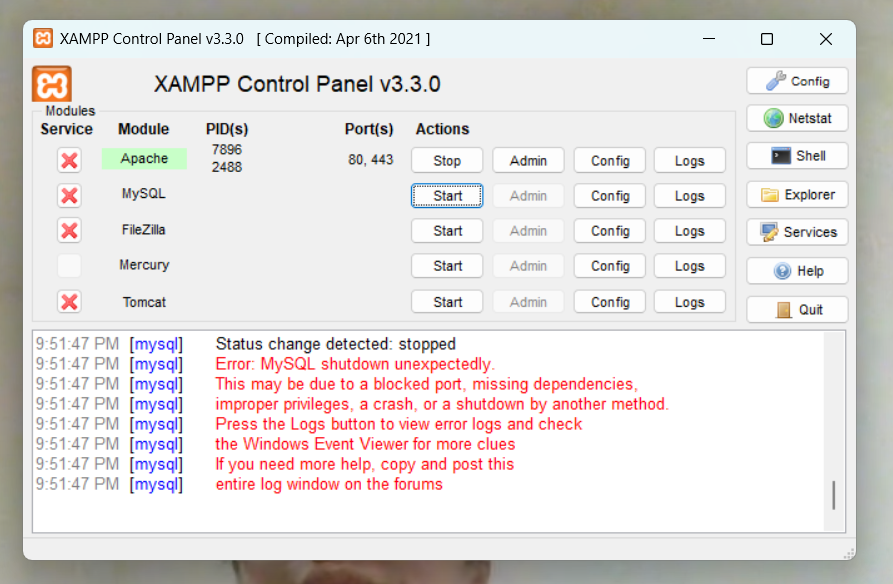 XAMPP Control Panel v3.3.0 [ Compiled: Apr 6th 2021 ]
XAMPP Control Panel v3.3.0
Config
Modules
Service Module PID(s) Port(s) Actions
Netstat
Apache 7896 2488 80, 443 Stop Admin Config Logs
Shell
MySQL Start Admin Config Logs
Explorer
FileZilla Start Admin Config Logs
Services
Mercury Start Admin Config Logs
Help
Tomcat Start Admin Config Logs
Quit
9:51:47 PM [mysql] Status change detected: stopped
9:51:47 PM [mysql] Error: MySQL shutdown unexpectedly.
9:51:47 PM [mysql] This may be due to a blocked port, missing dependencies,
9:51:47 PM [mysql] improper privileges, a crash, or a shutdown by another method.
9:51:47 PM [mysql] Press the Logs button to view error logs and check
9:51:47 PM [mysql] the Windows Event Viewer for more clues
9:51:47 PM [mysql] If you need more help, copy and post this
9:51:47 PM [mysql] entire log window on the forums